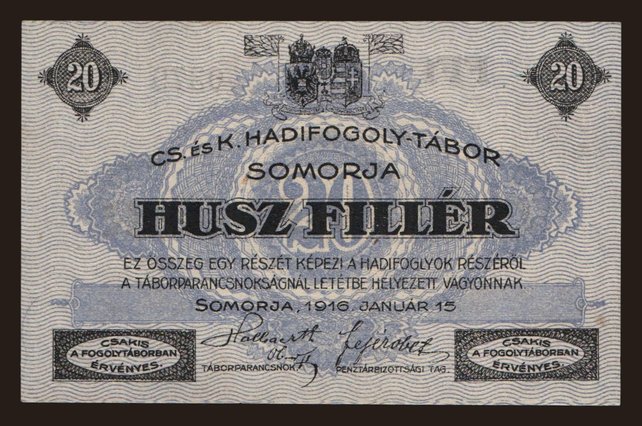 20 20
CS. ÉS K. HADIFOGOLY-TÁBOR
SOMORJA
20
HUSZ FILLÉR
EZ ÖSSZEG EGY RÉSZÉT KÉPEZI A HADIFOGLYOK RÉSZÉRŐL
A TÁBORPARANCSNOKSÁGNÁL LETÉTBE HELYEZETT VAGYONNAK
SOMORJA, 1916. JANUÁR 15
CSAKIS
A FOGOLYTÁBORBAN
ÉRVÉNYES.
TÁBORPARANCSNOK. PÉNZTÁRBIZOTTSÁGI TAG.
CSAKIS
A FOGOLYTÁBORBAN
ÉRVÉNYES.